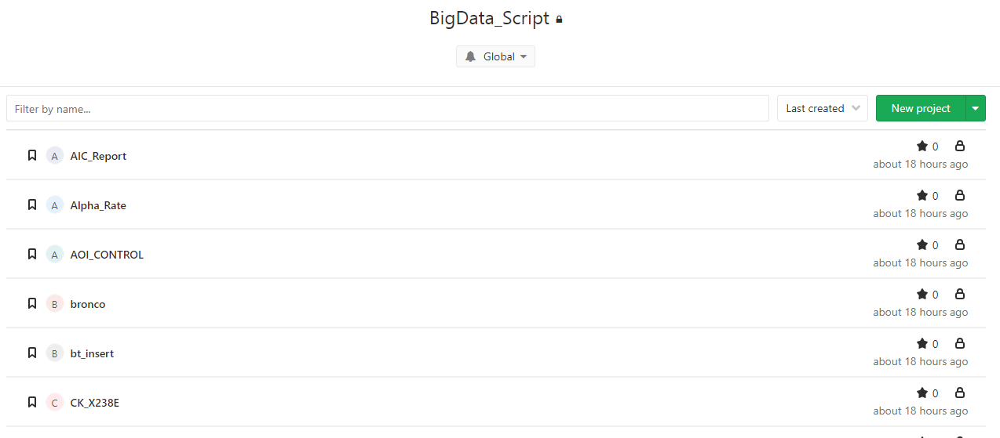 BigData_Script
Global
Filter by name...
Last created
New project
A AIC_Report 0
about 18 hours ago
A Alpha_Rate 0
about 18 hours ago
A AOI_CONTROL 0
about 18 hours ago
B bronco 0
about 18 hours ago
B bt_insert 0
about 18 hours ago
C CK_X238E 0
about 18 hours ago